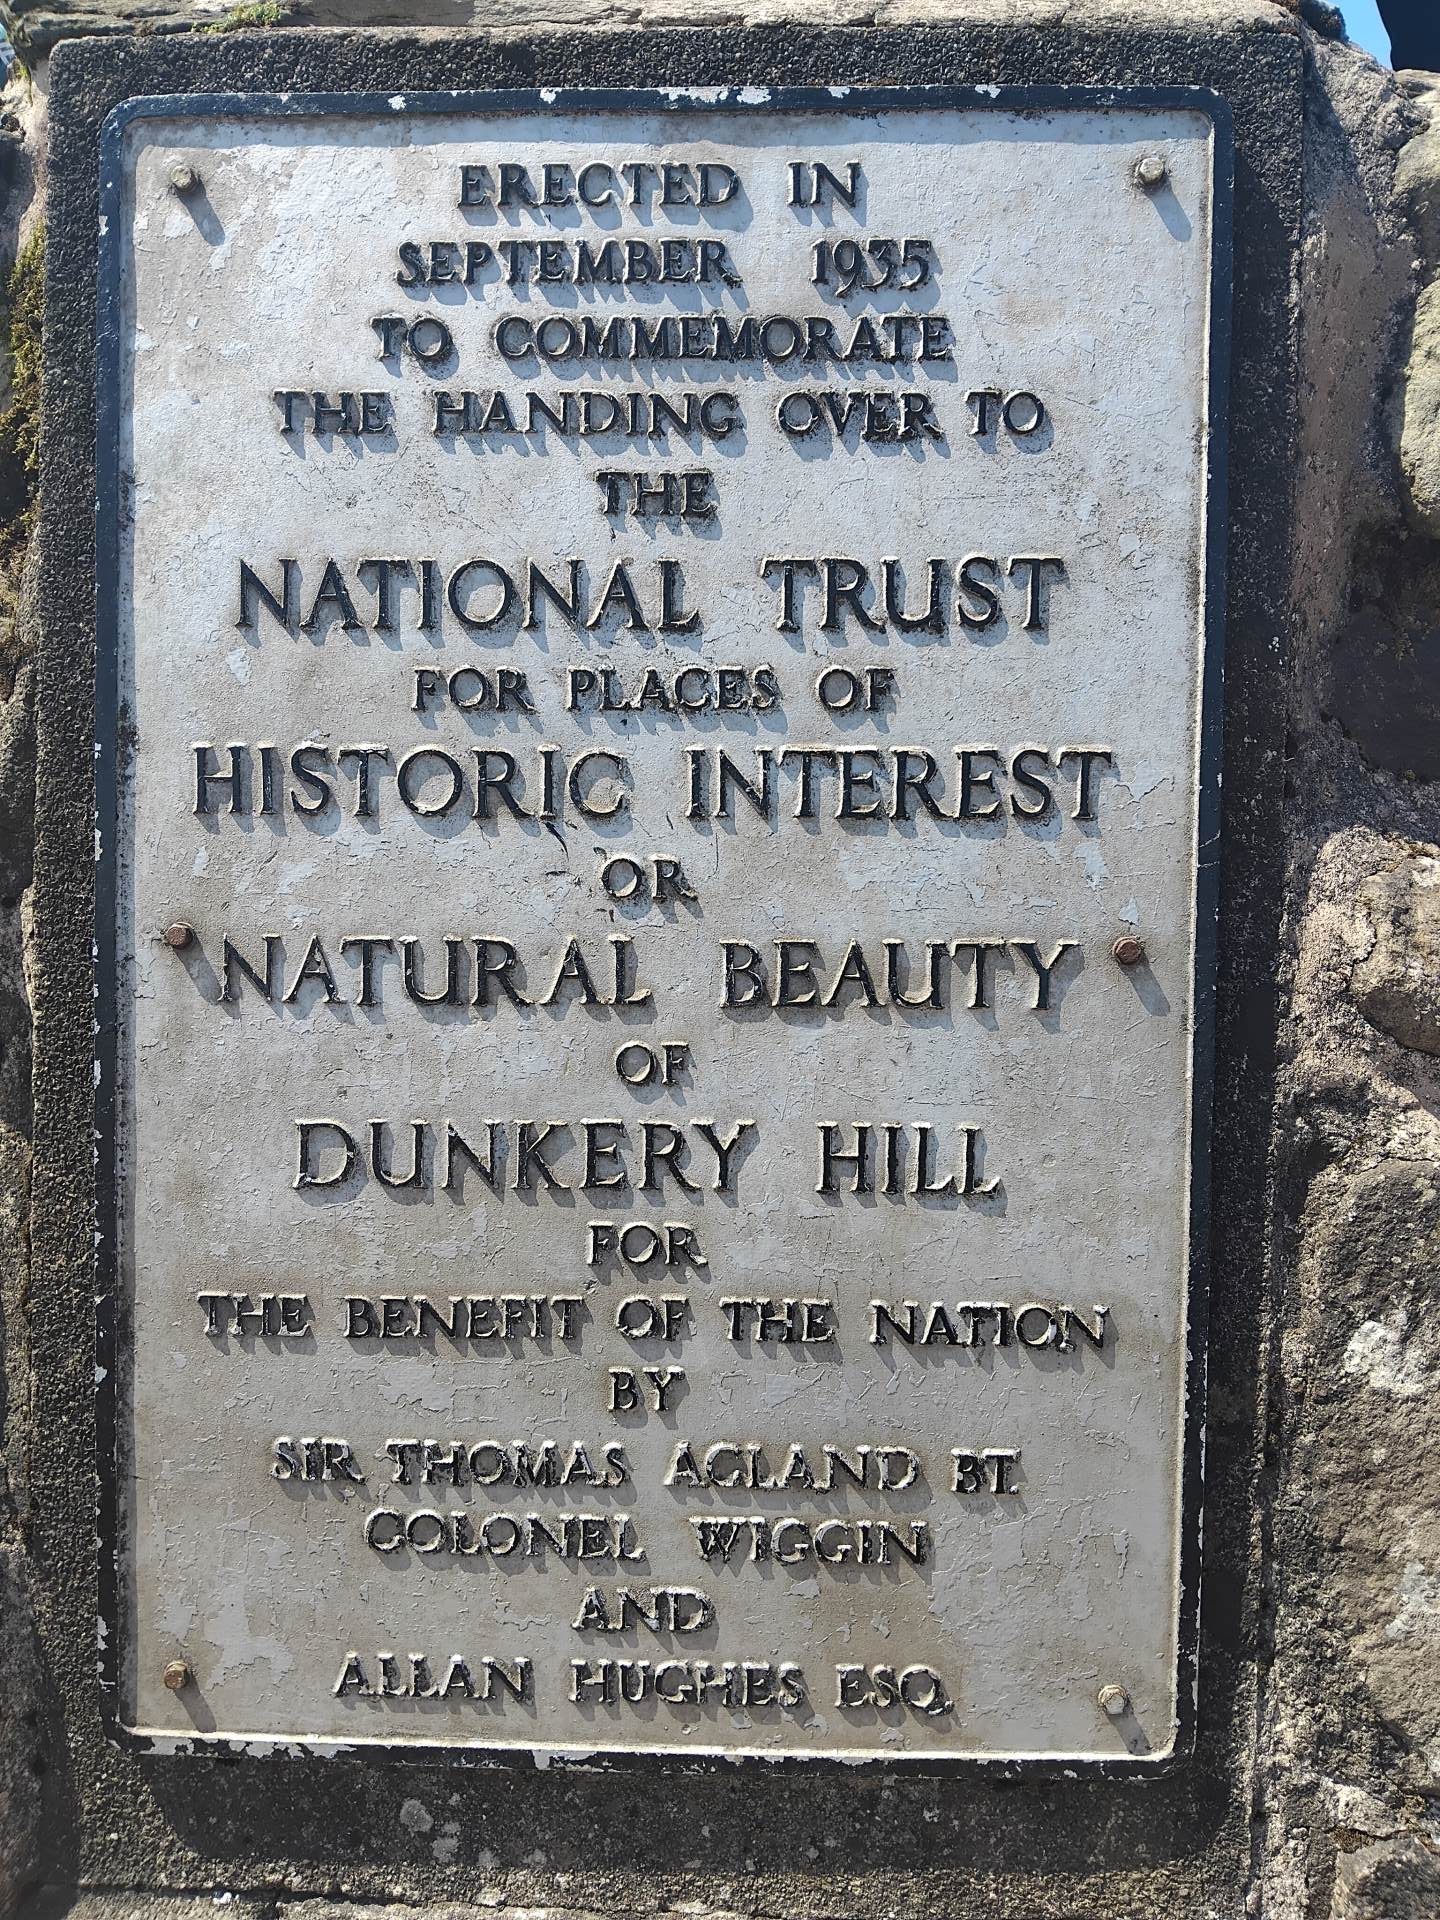 ERECTED IN
SEPTEMBER 1935
TO COMMEMORATE
THE HANDING OVER TO
THE
NATIONAL TRUST
FOR PLACES OF
HISTORIC INTEREST
OR
NATURAL BEAUTY
OF
DUNKERY HILL
FOR
THE BENEFIT OF THE NATION
BY
SIR THOMAS ACLAND BT.
COLONEL WIGGIN
AND
ALLAN HUGHES ESQ.